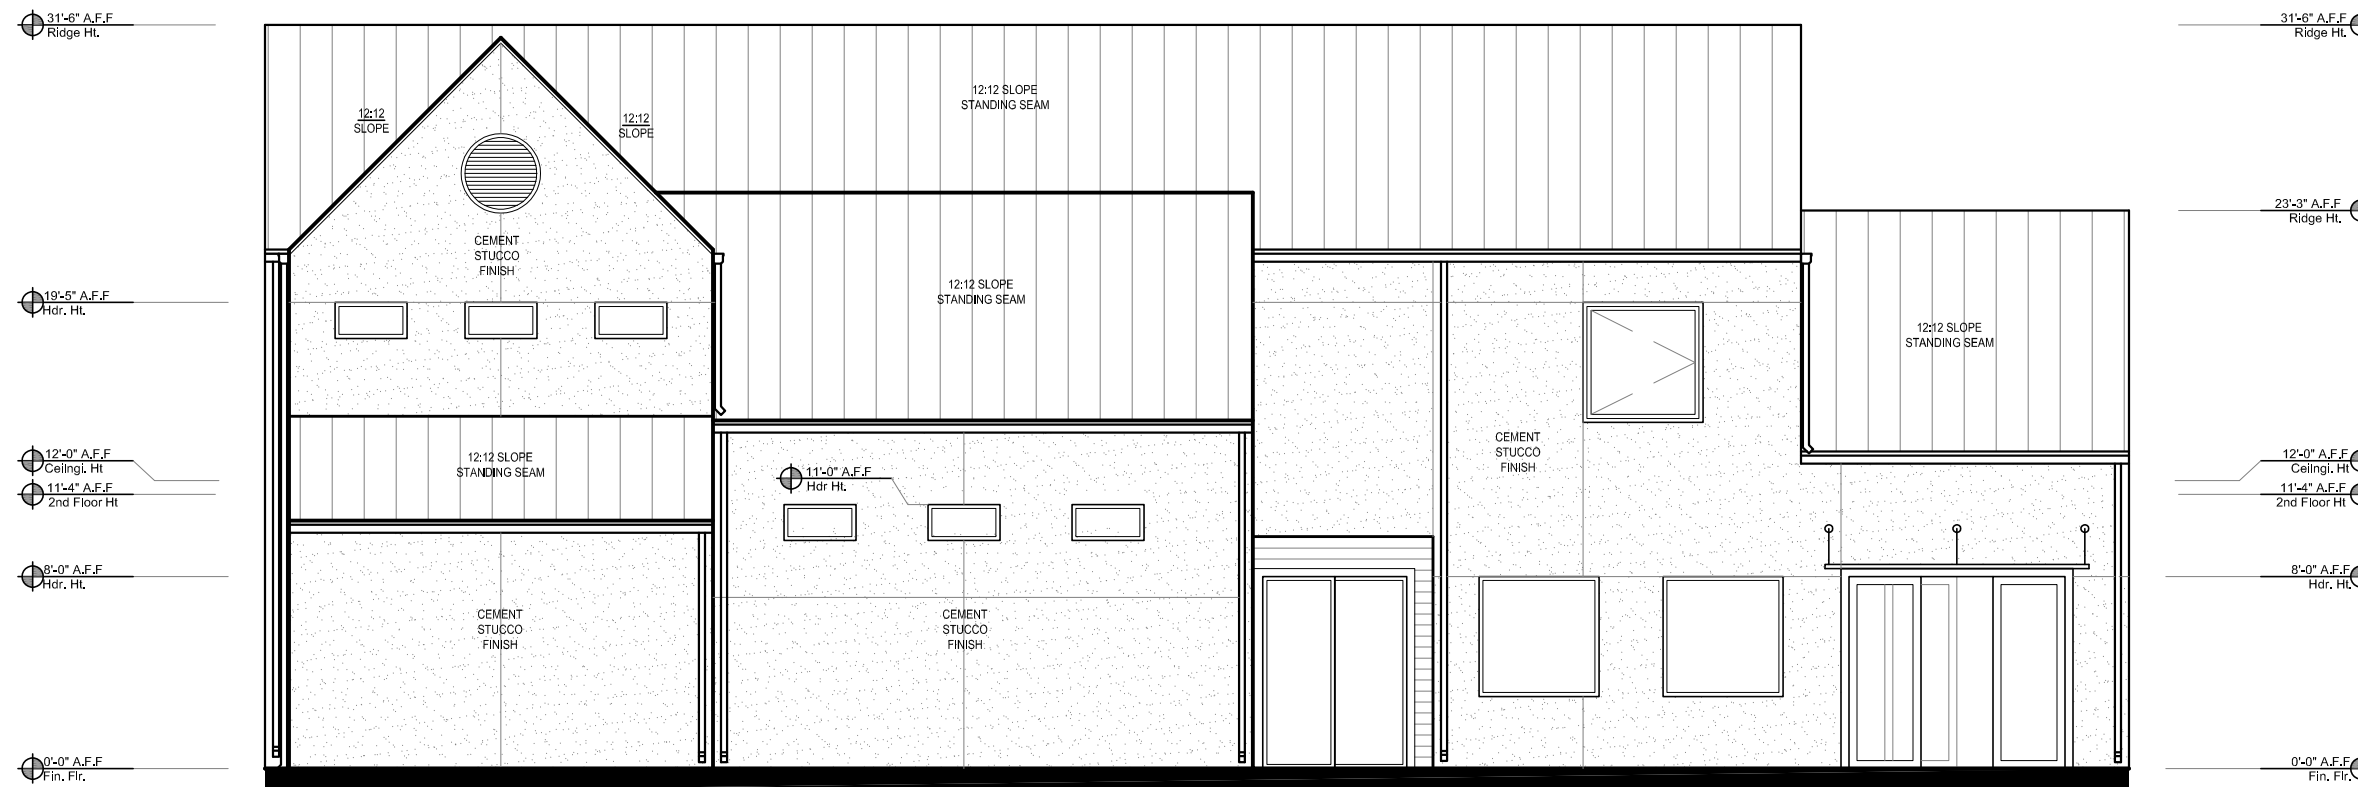 31'-6" A.F.F
Ridge Ht.
31'-6" A.F.F
Ridge Ht.
12:12 SLOPE
STANDING SEAM
12:12
SLOPE
12:12
SLOPE
23'-3" A.F.F
Ridge Ht.
CEMENT
STUCCO
FINISH
19'-5" A.F.F
Hdr. Ht.
12:12 SLOPE
STANDING SEAM
12:12 SLOPE
STANDING SEAM
12'-0" A.F.F
Ceilngi. Ht
11'-4" A.F.F
2nd Floor Ht
12:12 SLOPE
STANDING SEAM
11'-0" A.F.F
Hdr Ht.
CEMENT
STUCCO
FINISH
12'-0" A.F.F
Ceilngi. Ht
11'-4" A.F.F
2nd Floor Ht
8'-0" A.F.F
Hdr. Ht.
8'-0" A.F.F
Hdr. Ht.
CEMENT
STUCCO
FINISH
CEMENT
STUCCO
FINISH
0'-0" A.F.F
Fin. Flr.
0'-0" A.F.F
Fin. Flr.